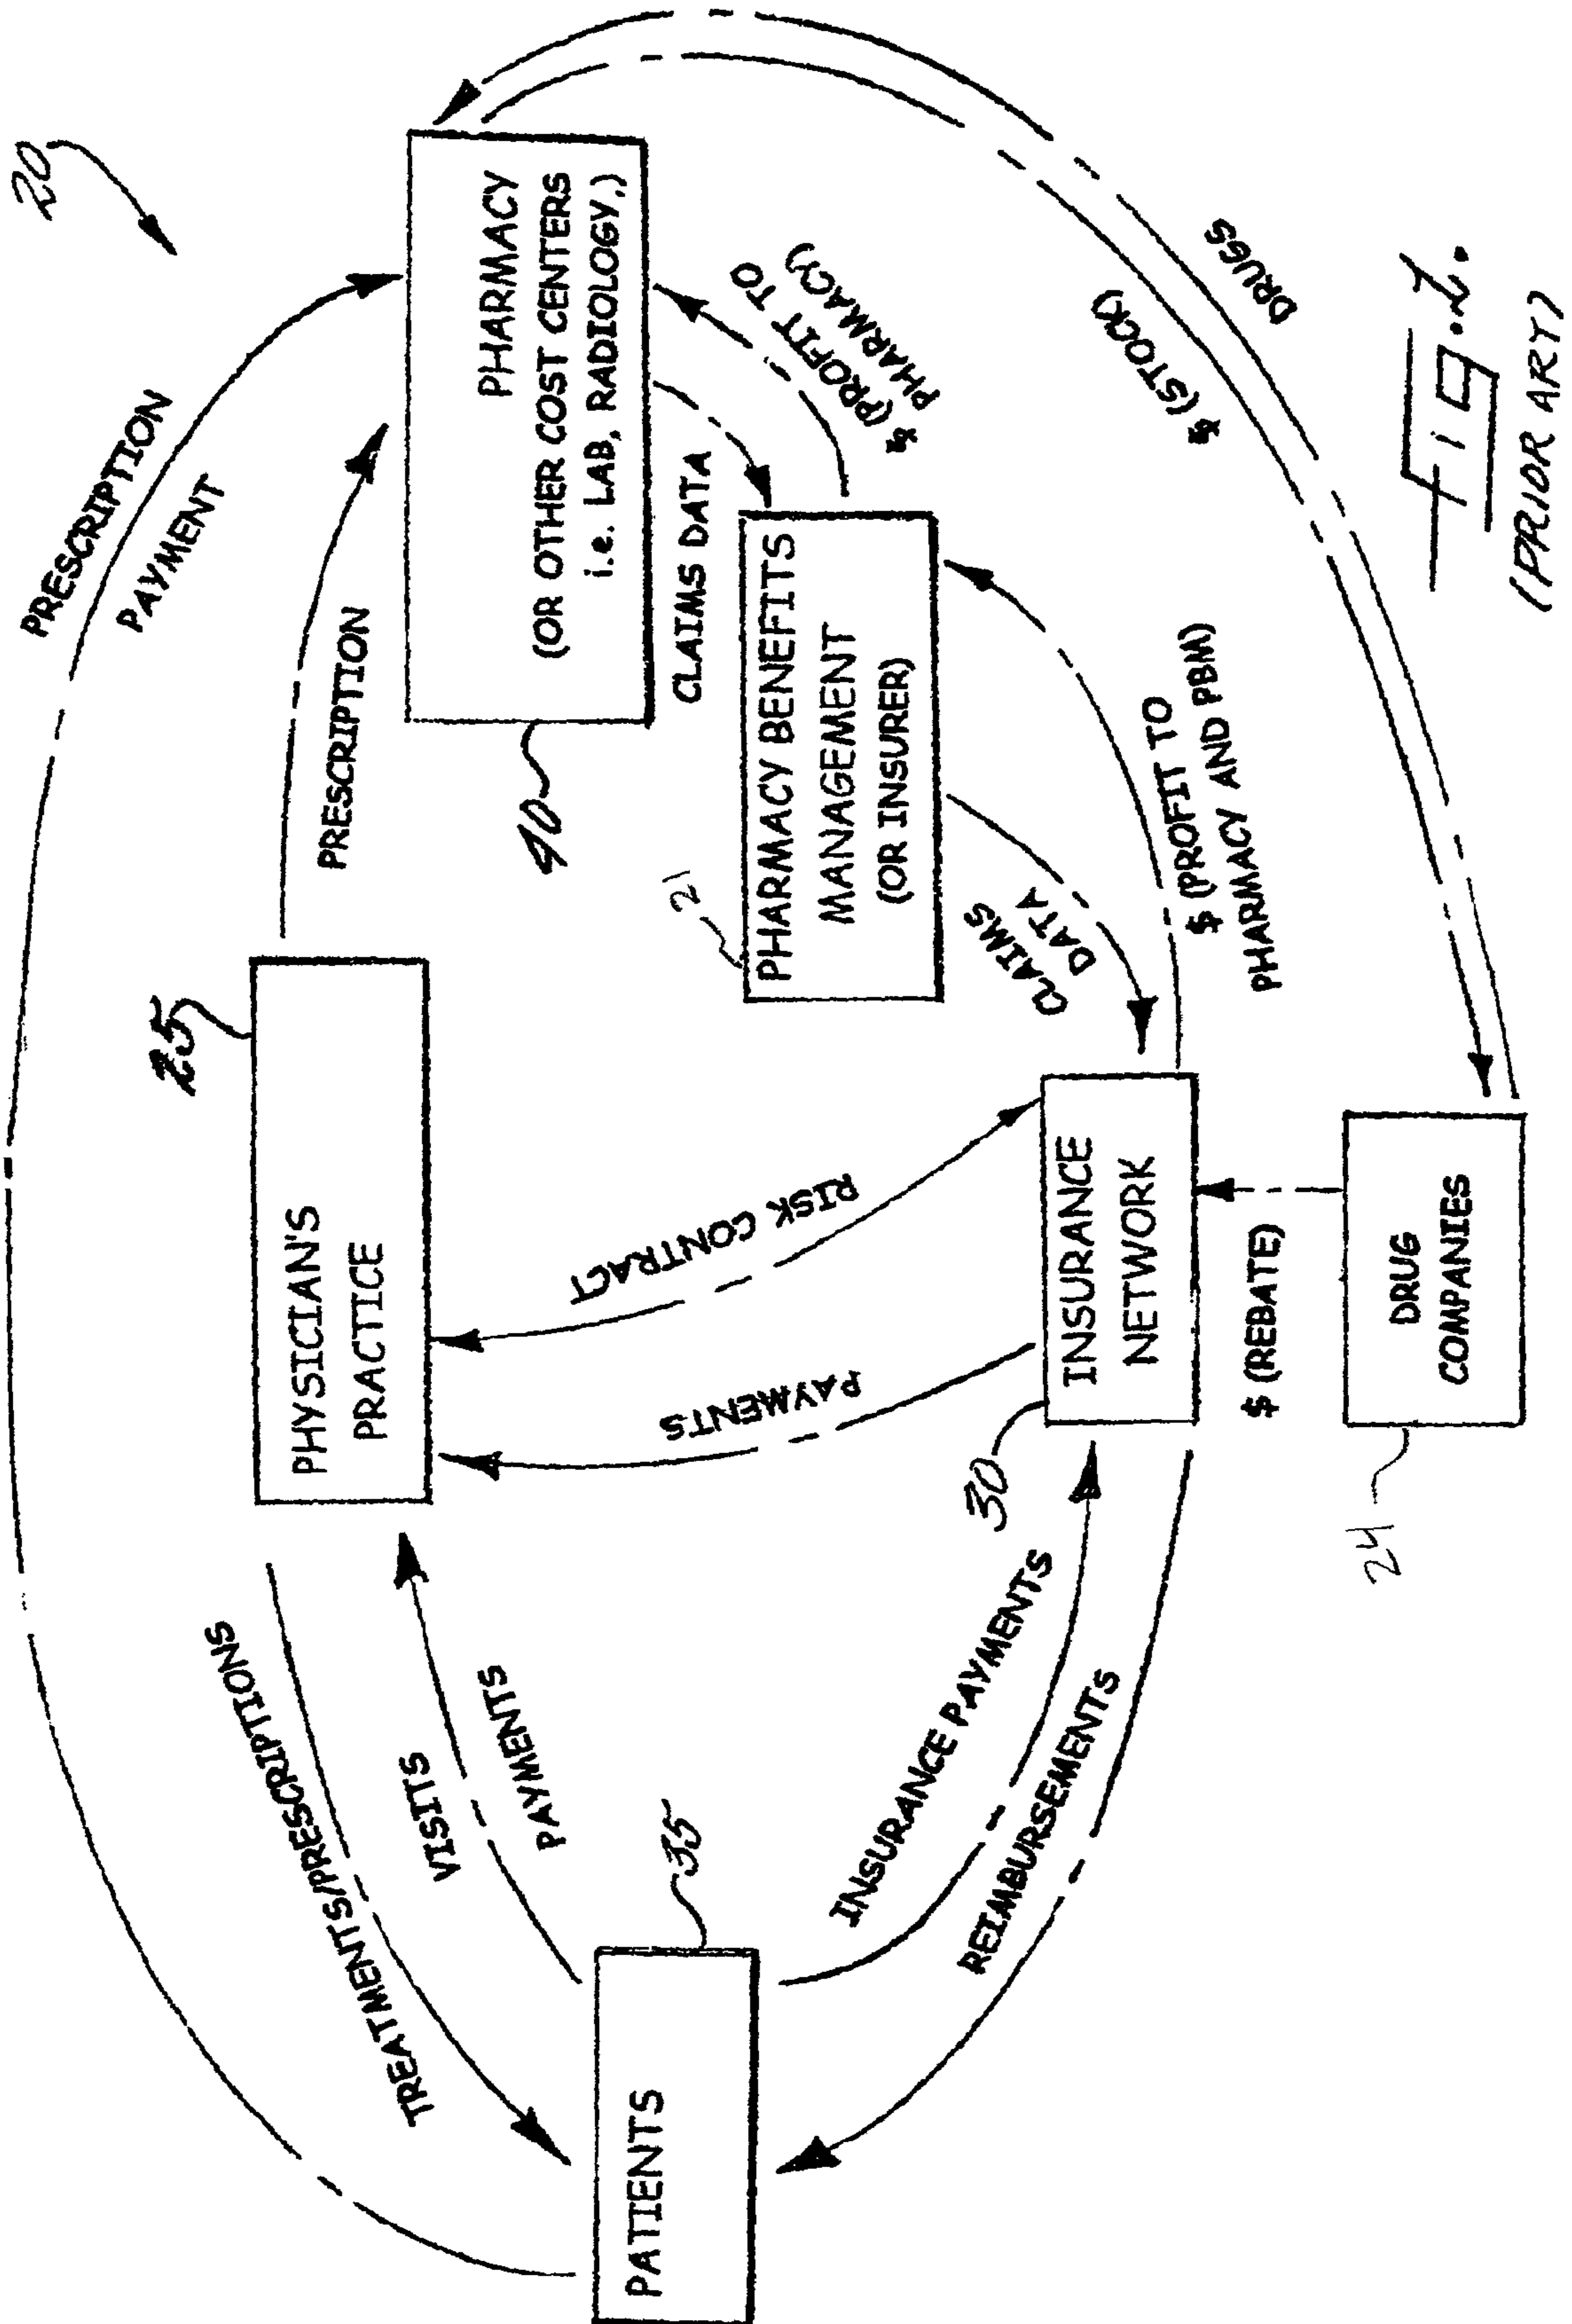 20
PRESCRIPTION
PAYMENT
PRESCRIPTION
25
PHYSICIAN'S
PRACTICE
40
PHARMACY
(OR OTHER COST CENTERS
i.e. LAB, RADIOLOGY,)
TREATMENTS/PRESCRIPTIONS
VISITS
PAYMENTS
PAYMENTS
RISK CONTRACT
CLAIMS DATA
$ (PROFIT TO
PHARMACY)
21
PHARMACY BENEFITS
MANAGEMENT
(OR INSURER)
PATIENTS
35
INSURANCE PAYMENTS
REIMBURSEMENTS
30
INSURANCE
NETWORK
CLAIMS
DATA
$ (PROFIT TO
PHARMACY AND PBM)
$ (STOCK)
DRUGS
$ (REBATE)
24
DRUG
COMPANIES
Fig. 2.
(PRIOR ART)